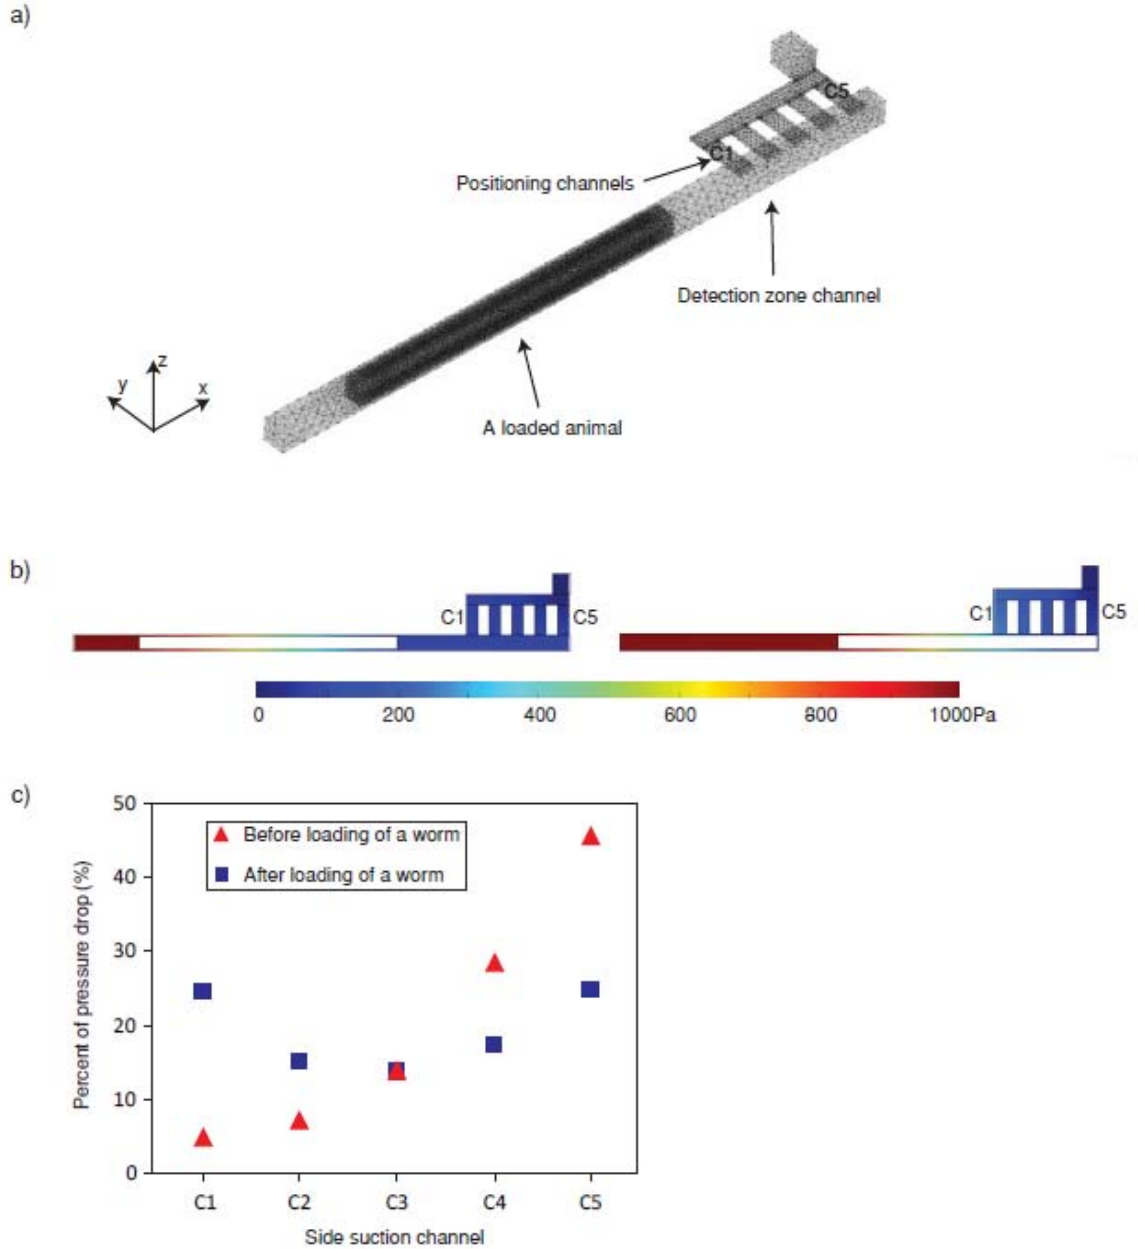 a)
C5
C1
Positioning channels
Detection zone channel
z
y
x
A loaded animal
b)
C1
C5
C1
C5
0
200
400
600
800
1000Pa
c)
50
40
30
20
10
0
Percent of pressure drop (%)
Before loading of a worm
After loading of a worm
C1
C2
C3
C4
C5
Side suction channel